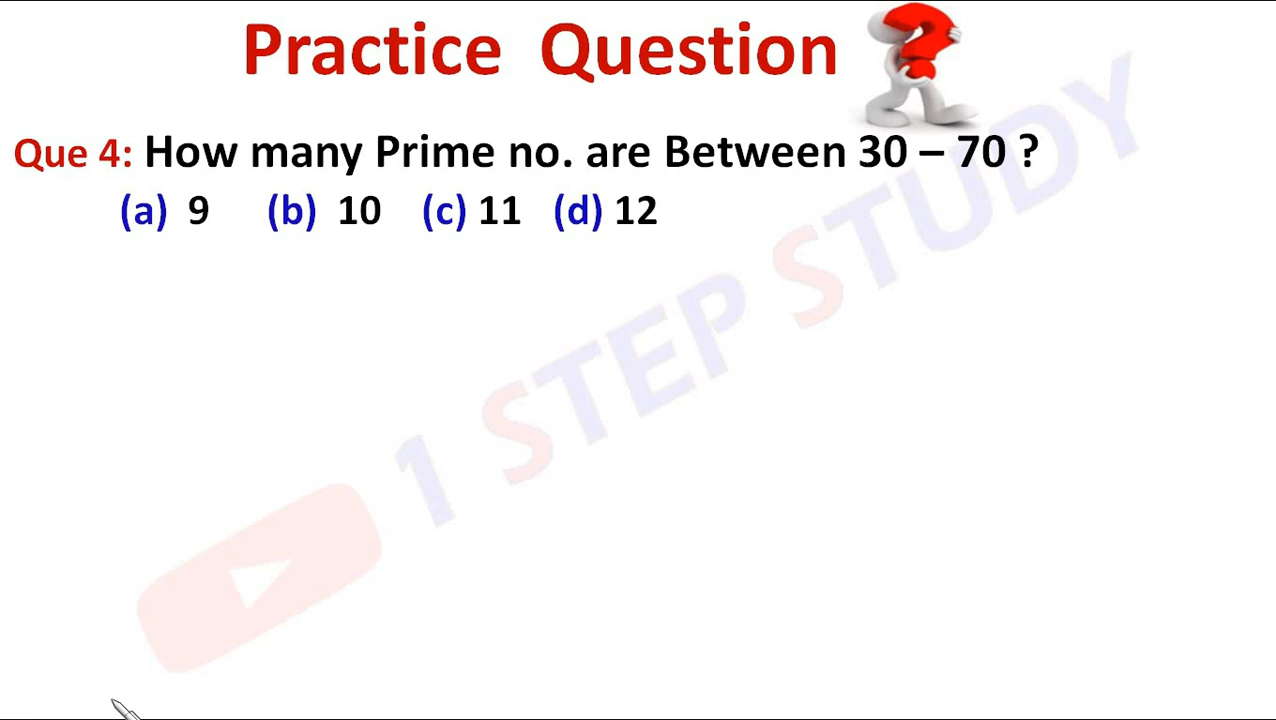 Practice Question
Que 4: How many Prime no. are Between 30 – 70 ?
(a) 9 (b) 10 (c) 11 (d) 12
1 STEP STUDY